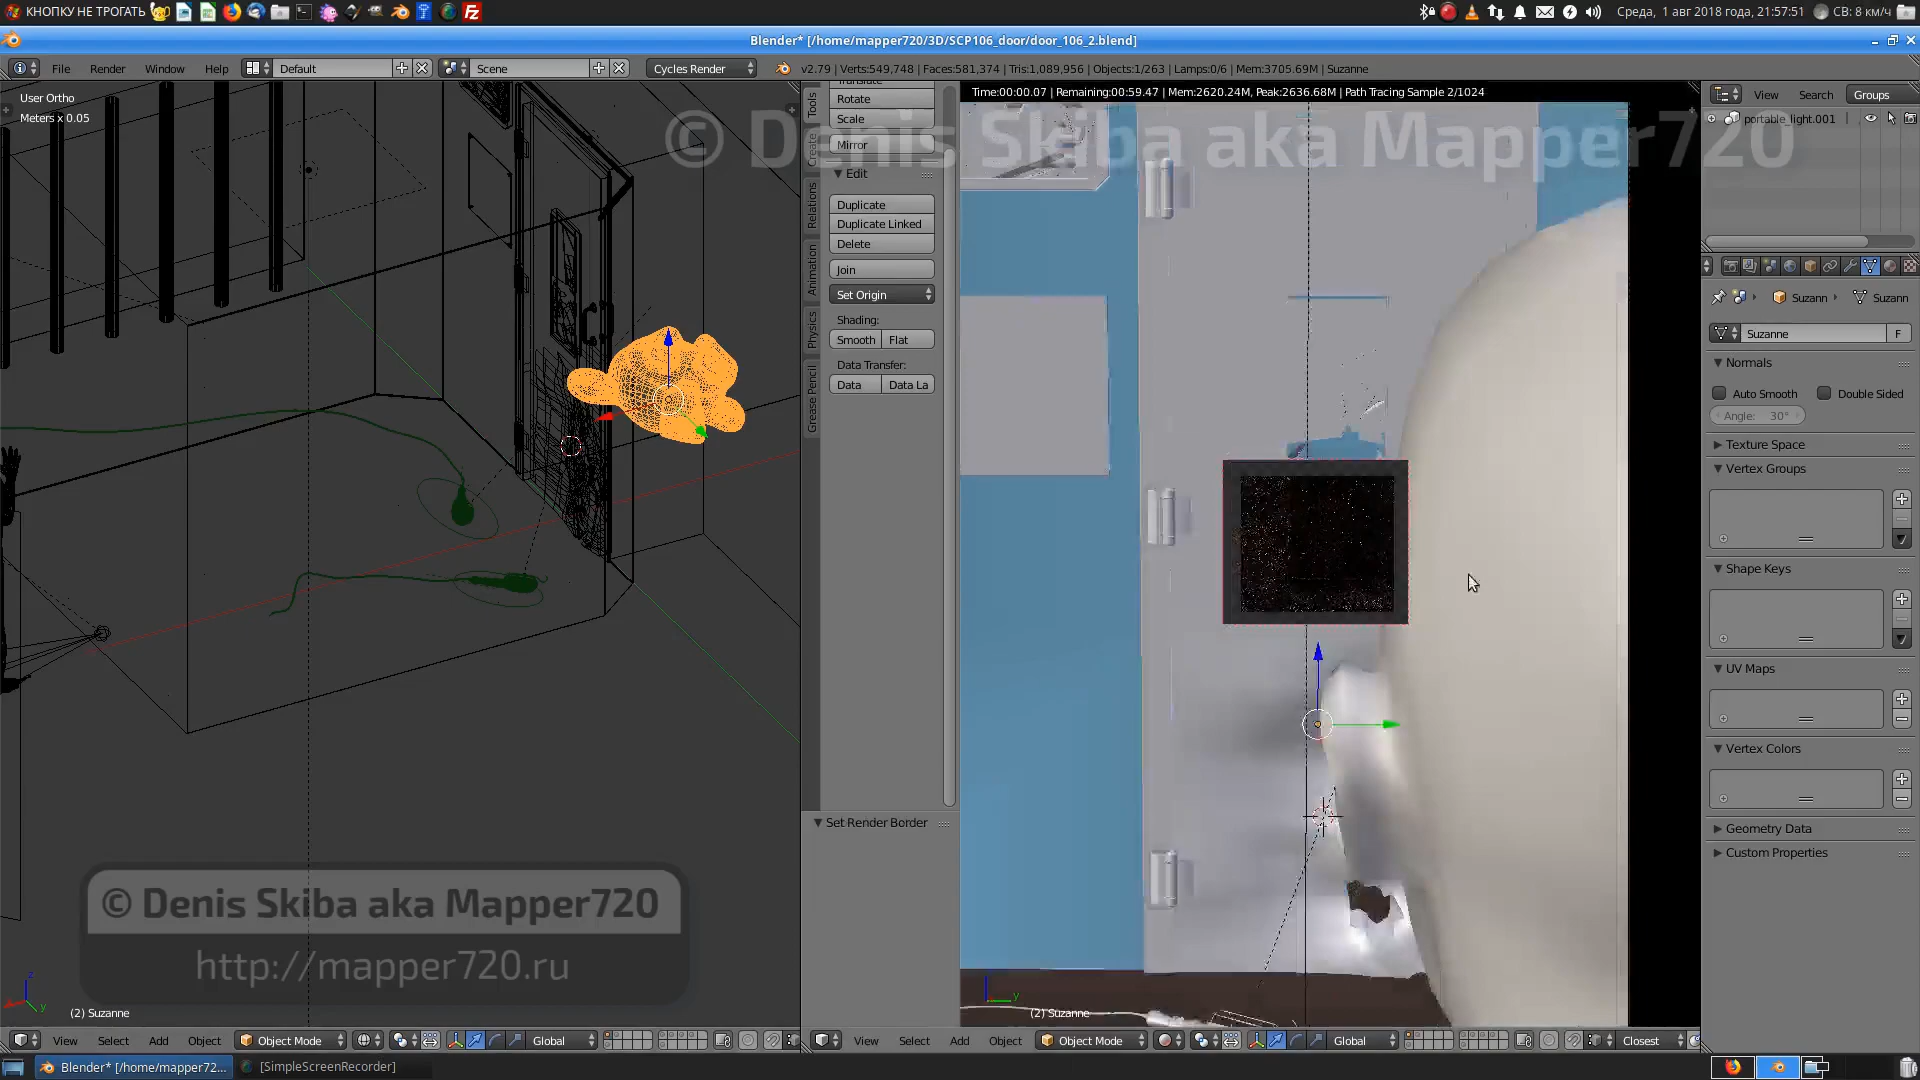 КНОПКУ НЕ ТРОГАТЬ
Среда, 1 авг 2018 года, 21:57:51
СВ: 8 км/ч
Blender* [/home/mapper720/3D/SCP106_door/door_106_2.blend]
File Render Window Help
Default
Scene
Cycles Render
v2.79 | Verts:549,748 | Faces:581,374 | Tris:1,089,956 | Objects:1/263 | Lamps:0/6 | Mem:3705.69M | Suzanne
User Ortho
Meters x 0.05
Translate
Rotate
Scale
Mirror
Edit
Duplicate
Duplicate Linked
Delete
Join
Set Origin
Shading:
Smooth Flat
Data Transfer:
Data Data La
Set Render Border
Tools
Create
Relations
Animation
Physics
Grease Pencil
Time:00:00.07 | Remaining:00:59.47 | Mem:2620.24M, Peak:2636.68M | Path Tracing Sample 2/1024
© Denis Skiba aka Mapper720
View Search Groups
portable_light.001
Suzann Suzann
Suzanne F
Normals
Auto Smooth Double Sided
Angle: 30°
Texture Space
Vertex Groups
Shape Keys
UV Maps
Vertex Colors
Geometry Data
Custom Properties
© Denis Skiba aka Mapper720
http://mapper720.ru
(2) Suzanne
(2) Suzanne
View Select Add Object Object Mode Global
View Select Add Object Object Mode Global Closest
Blender* [/home/mapper72...
[SimpleScreenRecorder]